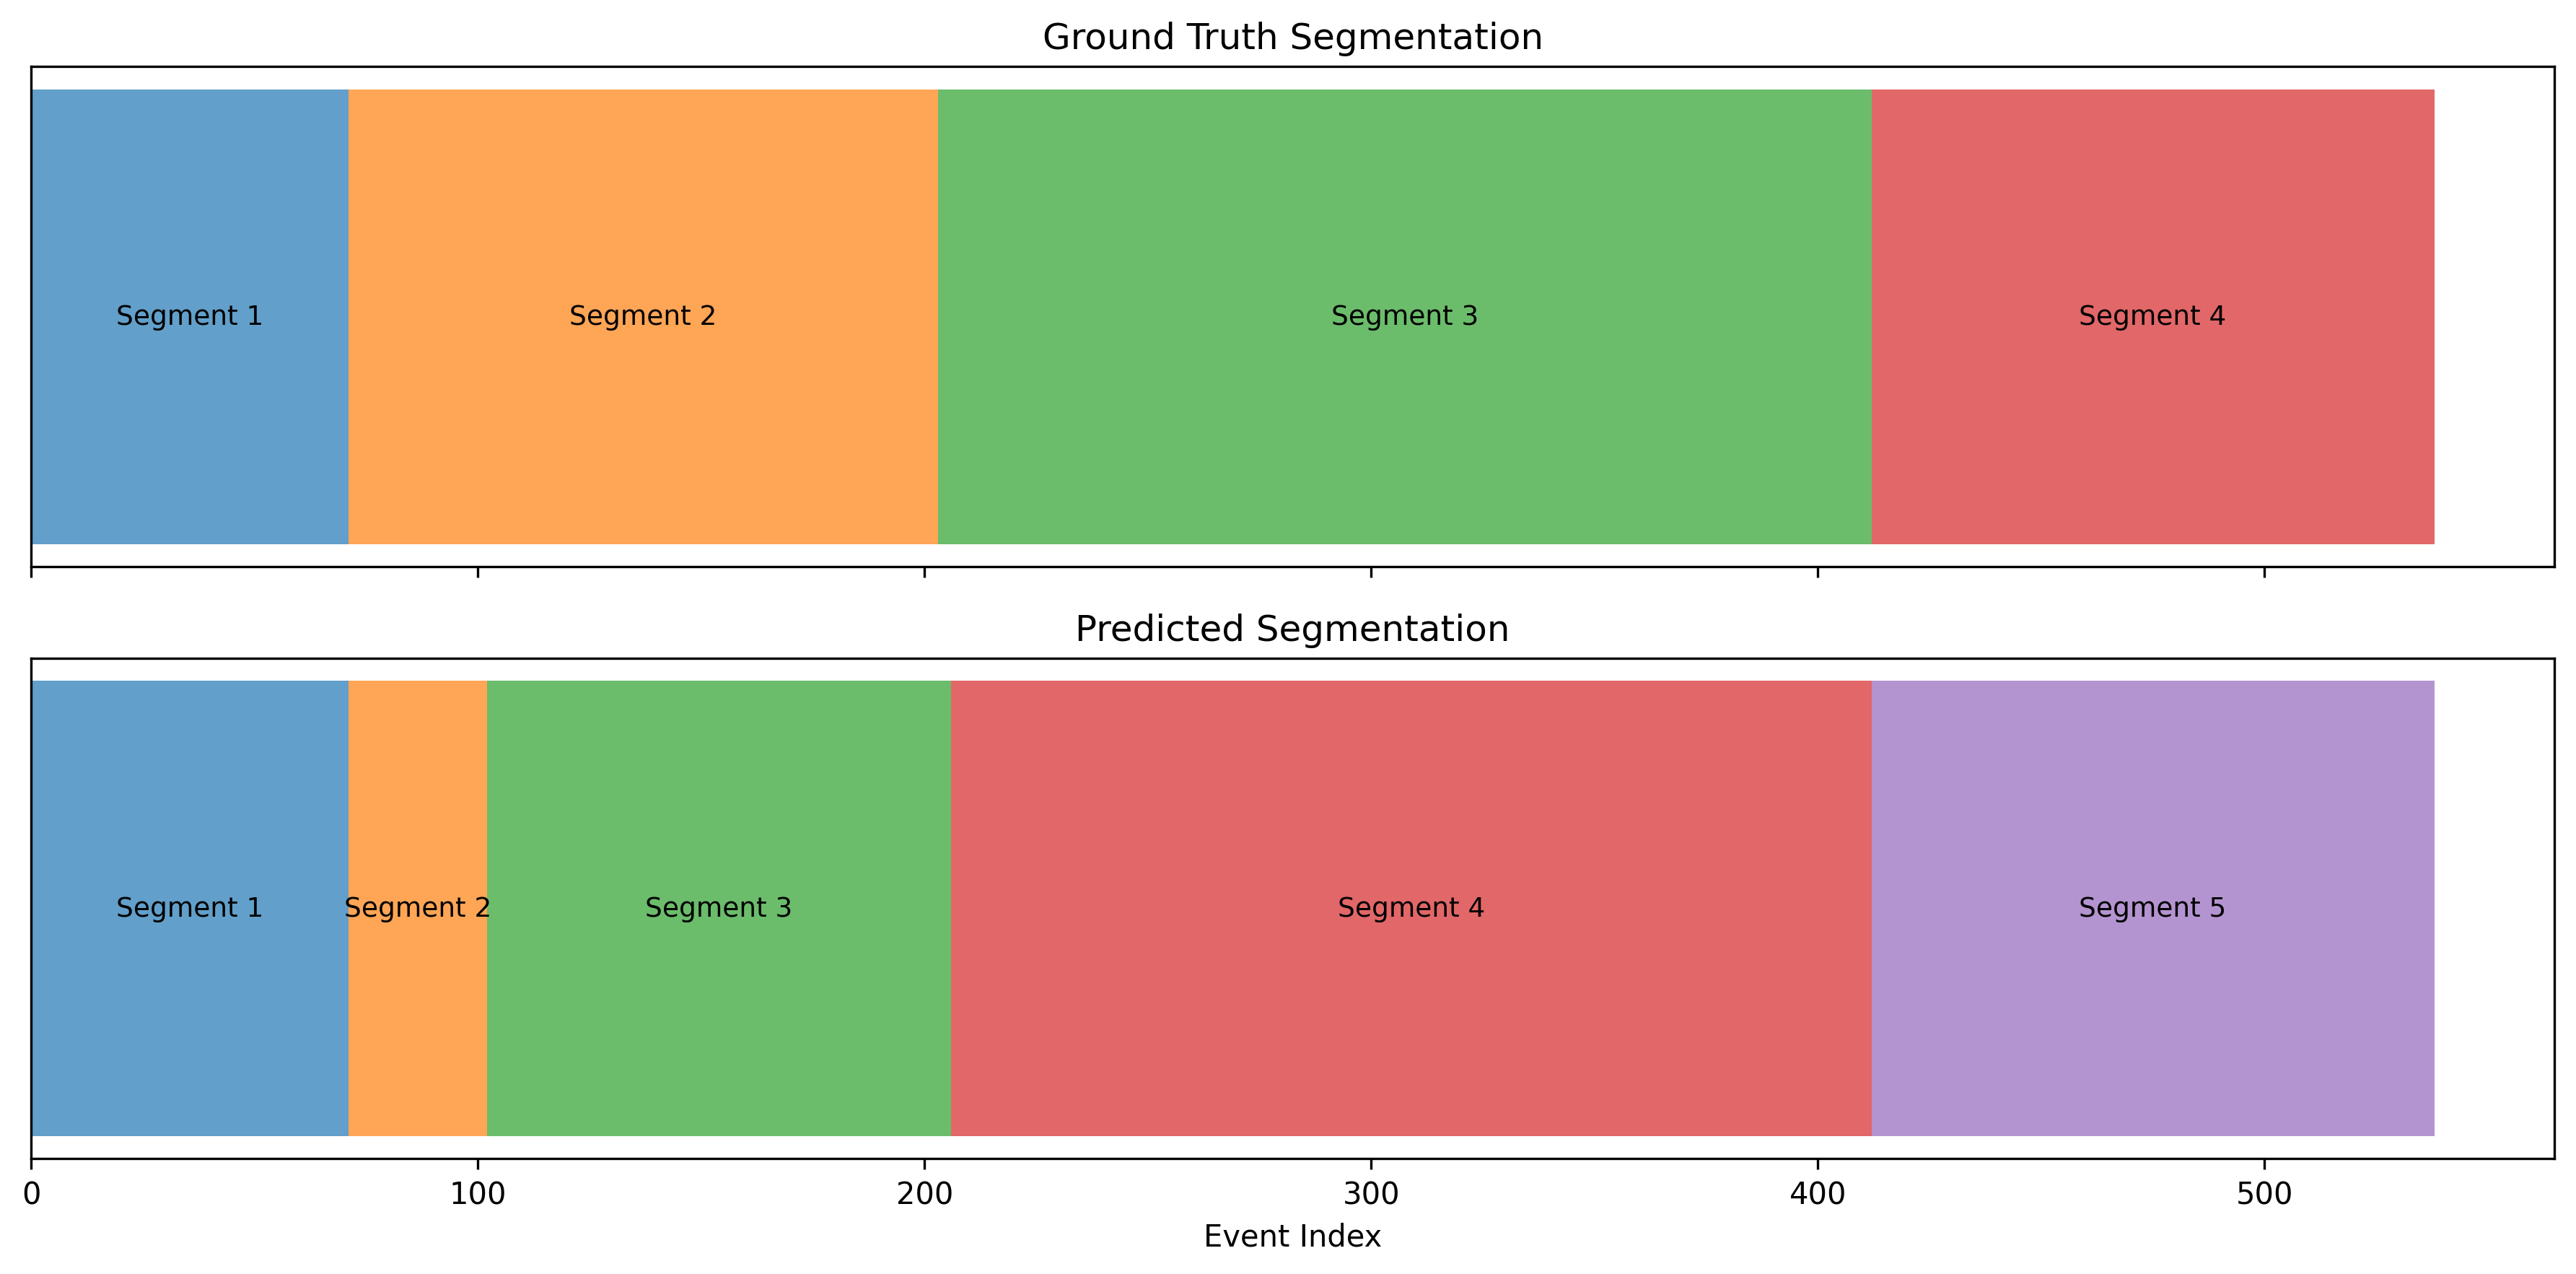 Ground Truth Segmentation
Segment 1 Segment 2 Segment 3 Segment 4
Predicted Segmentation
Segment 1 Segment 2 Segment 3 Segment 4 Segment 5
0 100 200 300 400 500
Event Index